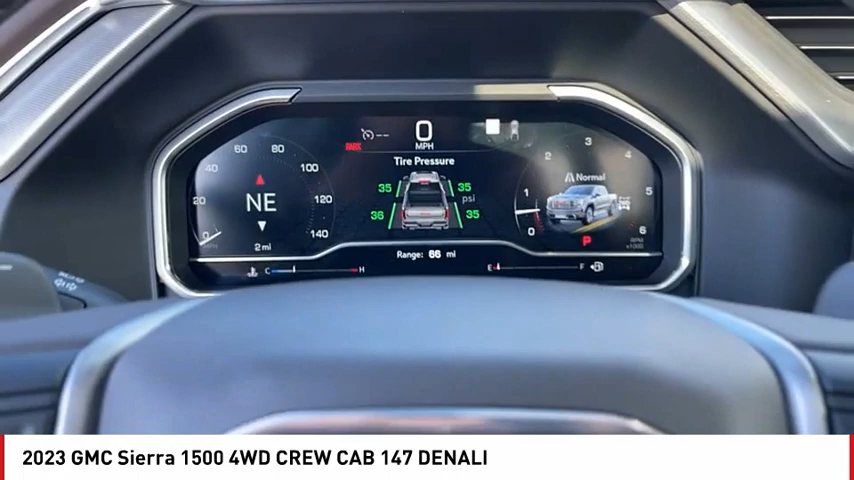 0
MPH
PARK
Tire Pressure
35 35
psi
36 35
Range: 66 mi
0 20 40 60 80 100 120 140
MPH
NE
2 mi
0 1 2 3 4 5 6
Normal
P
RPM
x1000
C H
E F
2023 GMC Sierra 1500 4WD CREW CAB 147 DENALI